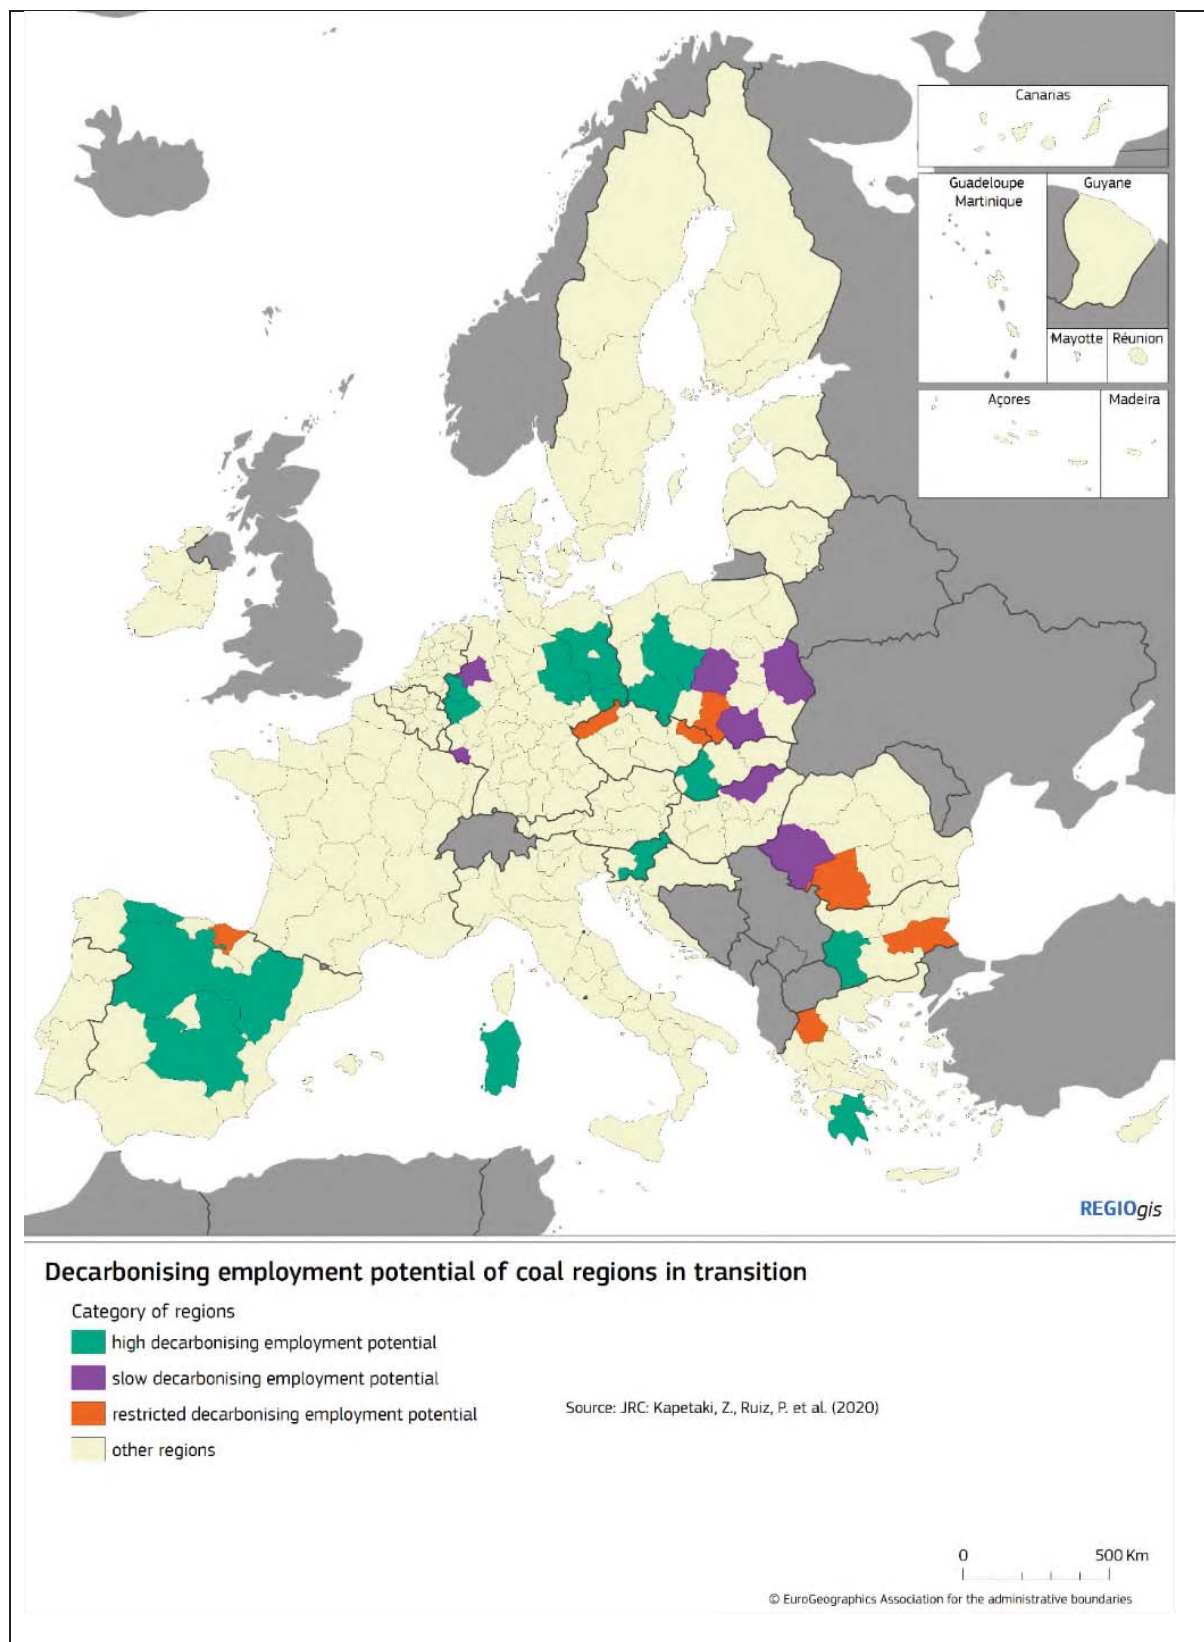 Canarias
Guadeloupe
Martinique
Guyane
Mayotte
Réunion
Açores
Madeira
REGIOgis
Decarbonising employment potential of coal regions in transition
Category of regions
high decarbonising employment potential
slow decarbonising employment potential
restricted decarbonising employment potential
other regions
Source: JRC: Kapetaki, Z., Ruiz, P. et al. (2020)
0 500 Km
© EuroGeographics Association for the administrative boundaries